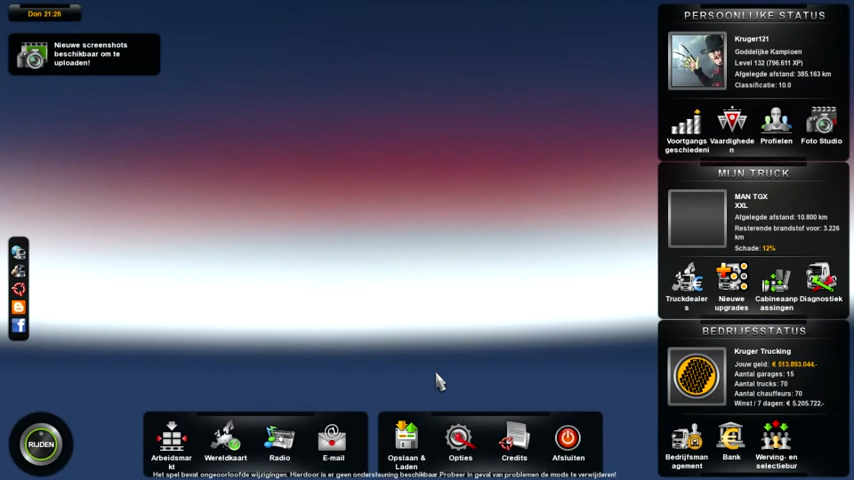 Don 21:26
Nieuwe screenshots
beschikbaar om te
uploaden!
PERSOONLIJKE STATUS
Kruger121
Goddelijke Kampioen
Level 132 (796.611 XP)
Afgelegde afstand: 385.163 km
Classificatie: 10.0
Voortgangs
geschiedeni
Vaardighede
n
Profielen
Foto Studio
MIJN TRUCK
MAN TGX
XXL
Afgelegde afstand: 10.800 km
Resterende brandstof voor: 3.226
km
Schade: 12%
Truckdealer
s
Nieuwe
upgrades
Cabineaanp
assingen
Diagnostiek
BEDRIJFSSTATUS
Kruger Trucking
Jouw geld: € 513.893.044,-
Aantal garages: 15
Aantal trucks: 70
Aantal chauffeurs: 70
Winst / 7 dagen: € 5.205.722,-
Bedrijfsman
agement
Bank
Werving- en
selectiebur
RIJDEN
Arbeidsmar
kt
Wereldkaart
Radio
E-mail
Opslaan &
Laden
Opties
Credits
Afsluiten
Het spel bevat ongeoorloofde wijzigingen. Hierdoor is er geen ondersteuning beschikbaar.Probeer in geval van problemen de mods te verwijderen!